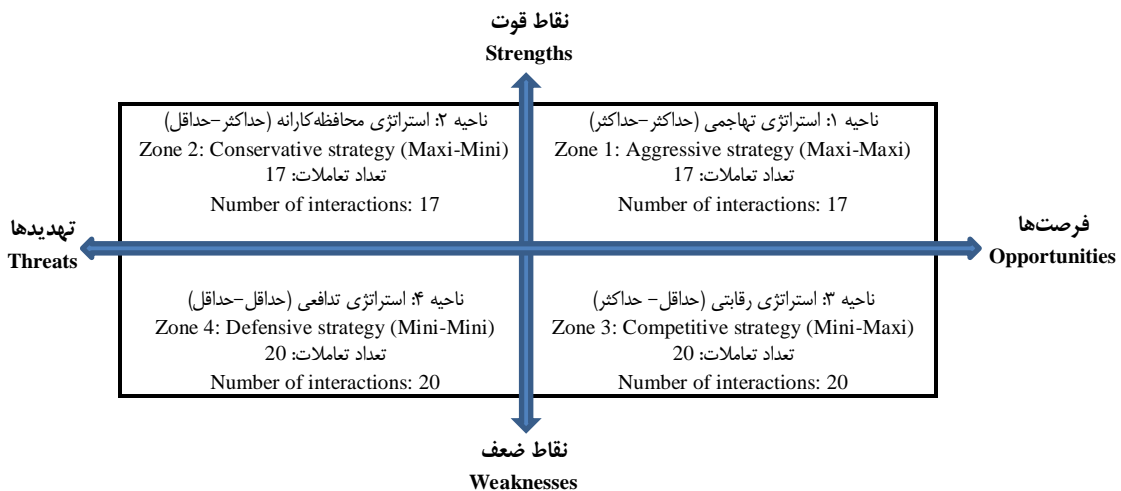 نقاط قوت
Strengths
ناحیه ۲: استراتژی محافظه‌کارانه (حداکثر-حداقل)
Zone 2: Conservative strategy (Maxi-Mini)
تعداد تعاملات: 17
Number of interactions: 17
ناحیه ۱: استراتژی تهاجمی (حداکثر-حداکثر)
Zone 1: Aggressive strategy (Maxi-Maxi)
تعداد تعاملات: 17
Number of interactions: 17
تهدیدها
Threats
فرصت‌ها
Opportunities
ناحیه ۴: استراتژی تدافعی (حداقل-حداقل)
Zone 4: Defensive strategy (Mini-Mini)
تعداد تعاملات: 20
Number of interactions: 20
ناحیه ۳: استراتژی رقابتی (حداقل- حداکثر)
Zone 3: Competitive strategy (Mini-Maxi)
تعداد تعاملات: 20
Number of interactions: 20
نقاط ضعف
Weaknesses